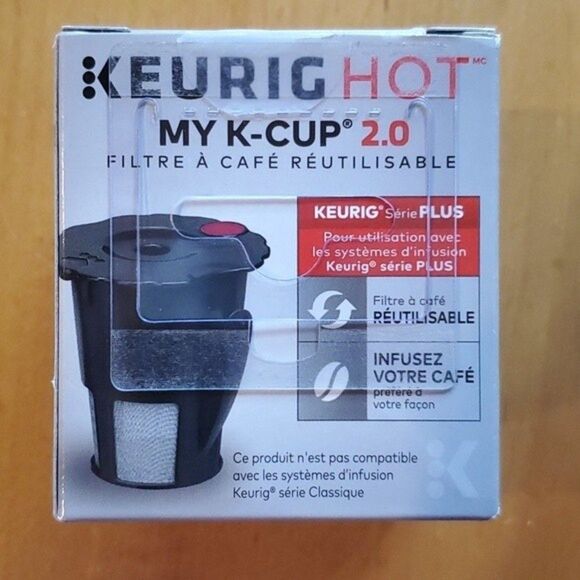 KEURIG HOT MC
MY K-CUP® 2.0
FILTRE À CAFÉ RÉUTILISABLE
KEURIG® Série PLUS
Pour utilisation avec
les systèmes d'infusion
Keurig® série PLUS
Filtre à café
RÉUTILISABLE
INFUSEZ
VOTRE CAFÉ
préféré à
votre façon
Ce produit n'est pas compatible
avec les systèmes d'infusion
Keurig® série Classique